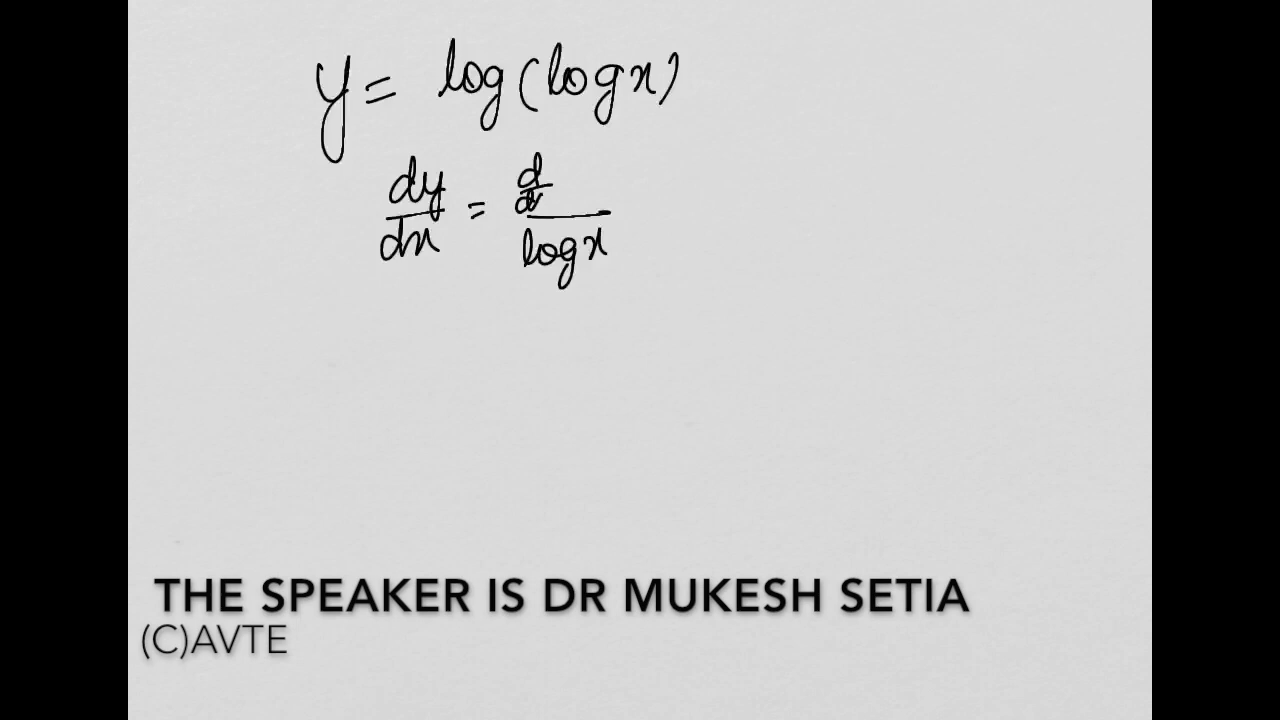 y = log(log x)
dy/dx = d/dx / log x
THE SPEAKER IS DR MUKESH SETIA
(C)AVTE